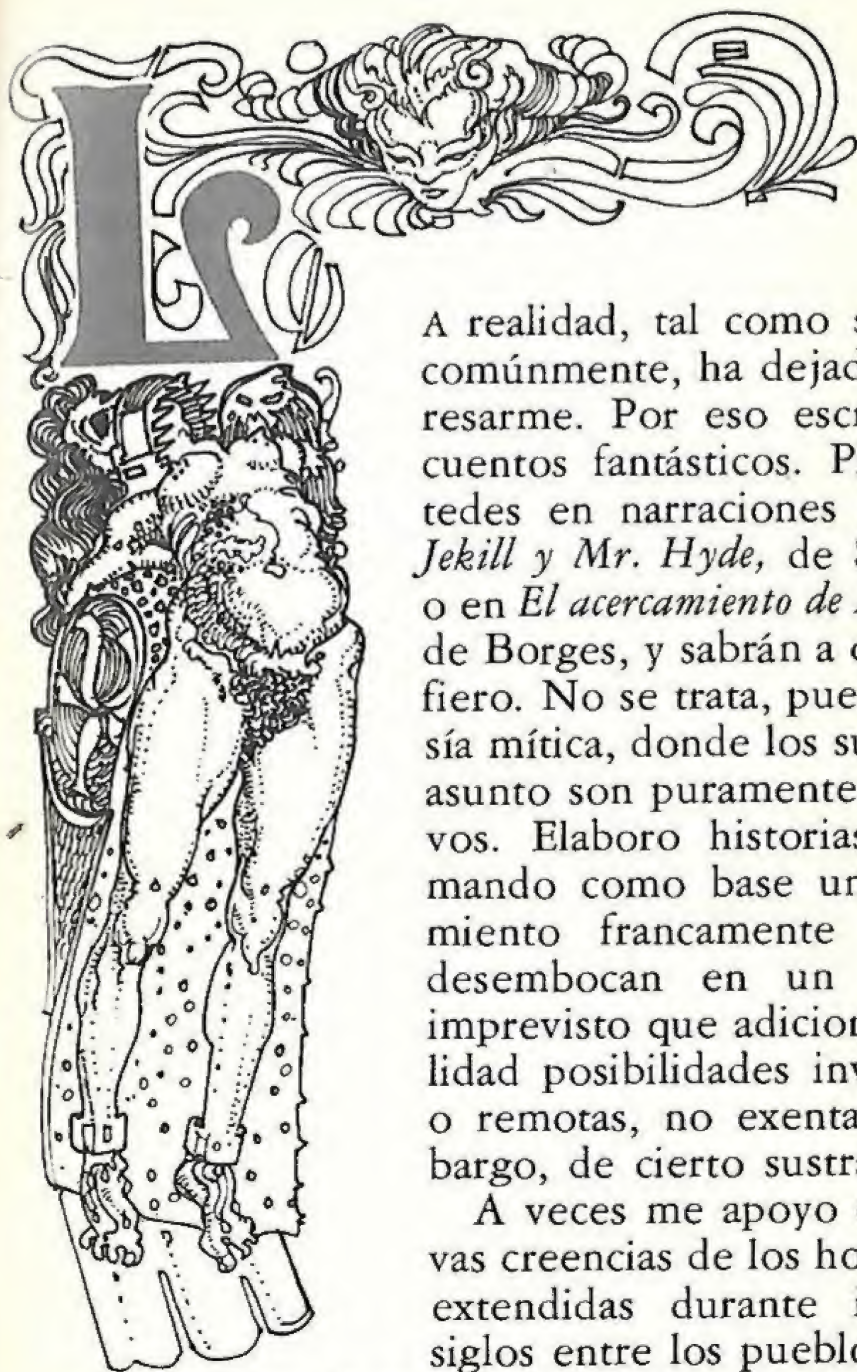 LA realidad, tal como
comúnmente, ha dejad
resarme. Por eso escr
cuentos fantásticos. P
tedes en narraciones
Jekill y Mr. Hyde, de
o en El acercamiento de
de Borges, y sabrán a
fiero. No se trata, pue
sía mítica, donde los su
asunto son puramente
vos. Elaboro historias
mando como base un
miento francamente
desembocan en un
imprevisto que adicion
lidad posibilidades inv
o remotas, no exenta
bargo, de cierto sustra
A veces me apoyo
vas creencias de los ho
extendidas durante
siglos entre los pueblo